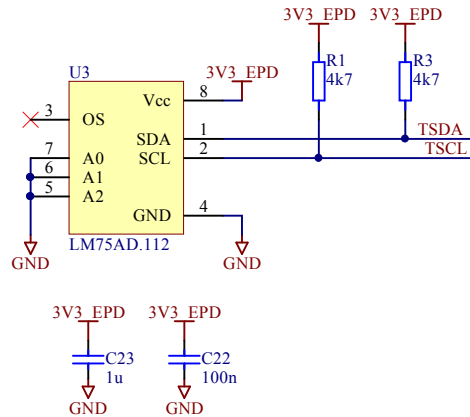 3V3_EPD 3V3_EPD
R1 R3
4k7 4k7
U3 3V3_EPD
Vcc 8
3 OS
SDA 1 TSDA
7 A0 SCL 2 TSCL
6 A1
5 A2
GND 4
LM75AD.112
GND GND
3V3_EPD 3V3_EPD
C23 C22
1u 100n
GND GND